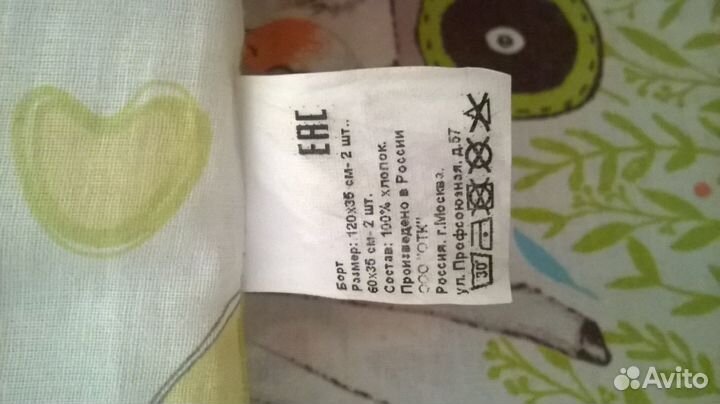 EAC
Борт
Размер: 120х35 см- 2 шт.,
60х35 см- 2 шт.
Состав: 100% хлопок.
Произведено в России
ООО "ОТК"
Россия, г.Москва,
ул.Профсоюзная, д.57
30°
Avito